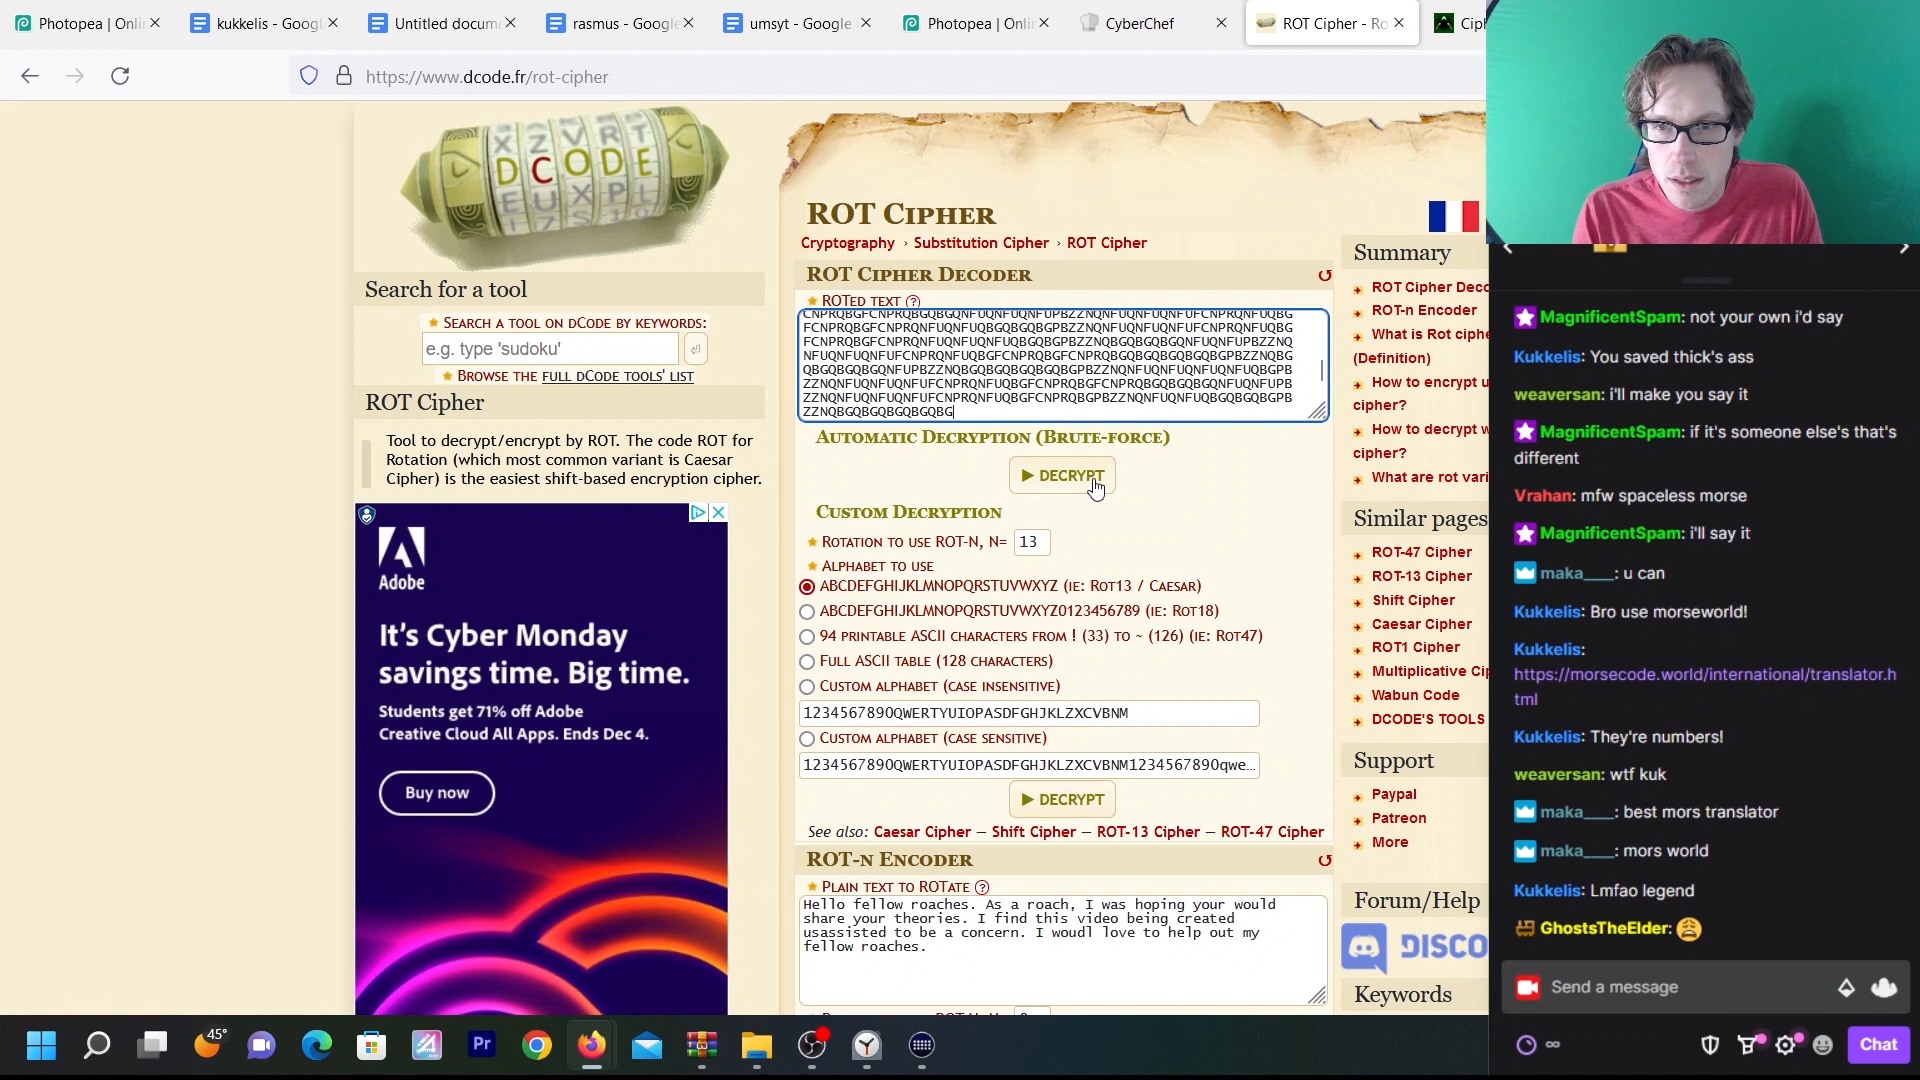 Photopea | Onlin
kukkelis - Googl
Untitled docume
rasmus - Google
umsyt - Google
Photopea | Onlin
CyberChef
ROT Cipher - Ro
Ciph
https://www.dcode.fr/rot-cipher
DCODE
Search for a tool
SEARCH A TOOL ON DCODE BY KEYWORDS:
e.g. type 'sudoku'
BROWSE THE FULL DCODE TOOLS' LIST
ROT Cipher
Tool to decrypt/encrypt by ROT. The code ROT for
Rotation (which most common variant is Caesar
Cipher) is the easiest shift-based encryption cipher.
Adobe
It's Cyber Monday
savings time. Big time.
Students get 71% off Adobe
Creative Cloud All Apps. Ends Dec 4.
Buy now
ROT CIPHER
Cryptography › Substitution Cipher › ROT Cipher
ROT CIPHER DECODER
ROTED TEXT ?
FCNPRQBGFCNPRQNFUQNFUQBGQBGQBGPBZZNQNFUQNFUQNFUFCNPRQNFUQBG
ZZNQBGQBGQBGQBGQBG
AUTOMATIC DECRYPTION (BRUTE-FORCE)
▶ DECRYPT
CUSTOM DECRYPTION
ROTATION TO USE ROT-N, N= 13
ALPHABET TO USE
ABCDEFGHIJKLMNOPQRSTUVWXYZ (IE: ROT13 / CAESAR)
ABCDEFGHIJKLMNOPQRSTUVWXYZ0123456789 (IE: ROT18)
94 PRINTABLE ASCII CHARACTERS FROM ! (33) TO ~ (126) (IE: ROT47)
FULL ASCII TABLE (128 CHARACTERS)
CUSTOM ALPHABET (CASE INSENSITIVE)
1234567890QWERTYUIOPASDFGHJKLZXCVBNM
CUSTOM ALPHABET (CASE SENSITIVE)
1234567890QWERTYUIOPASDFGHJKLZXCVBNM1234567890qwe…
▶ DECRYPT
See also: Caesar Cipher — Shift Cipher — ROT-13 Cipher — ROT-47 Cipher
ROT-N ENCODER
PLAIN TEXT TO ROTATE ?
Hello fellow roaches. As a roach, I was hoping your would
share your theories. I find this video being created
usassisted to be a concern. I woudl love to help out my
fellow roaches.
Summary
ROT Cipher Deco
ROT-n Encoder
What is Rot ciphe
(Definition)
How to encrypt u
cipher?
How to decrypt w
cipher?
What are rot vari
Similar pages
ROT-47 Cipher
ROT-13 Cipher
Shift Cipher
Caesar Cipher
ROT1 Cipher
Multiplicative Cip
Wabun Code
DCODE'S TOOLS
Support
Paypal
Patreon
More
Forum/Help
DISCO
Keywords
MagnificentSpam: not your own i'd say
Kukkelis: You saved thick's ass
weaversan: i'll make you say it
MagnificentSpam: if it's someone else's that's
different
Vrahan: mfw spaceless morse
MagnificentSpam: i'll say it
maka____: u can
Kukkelis: Bro use morseworld!
Kukkelis:
https://morsecode.world/international/translator.h
tml
Kukkelis: They're numbers!
weaversan: wtf kuk
maka____: best mors translator
maka____: mors world
Kukkelis: Lmfao legend
GhostsTheElder:
Send a message
Chat
45°
Pr